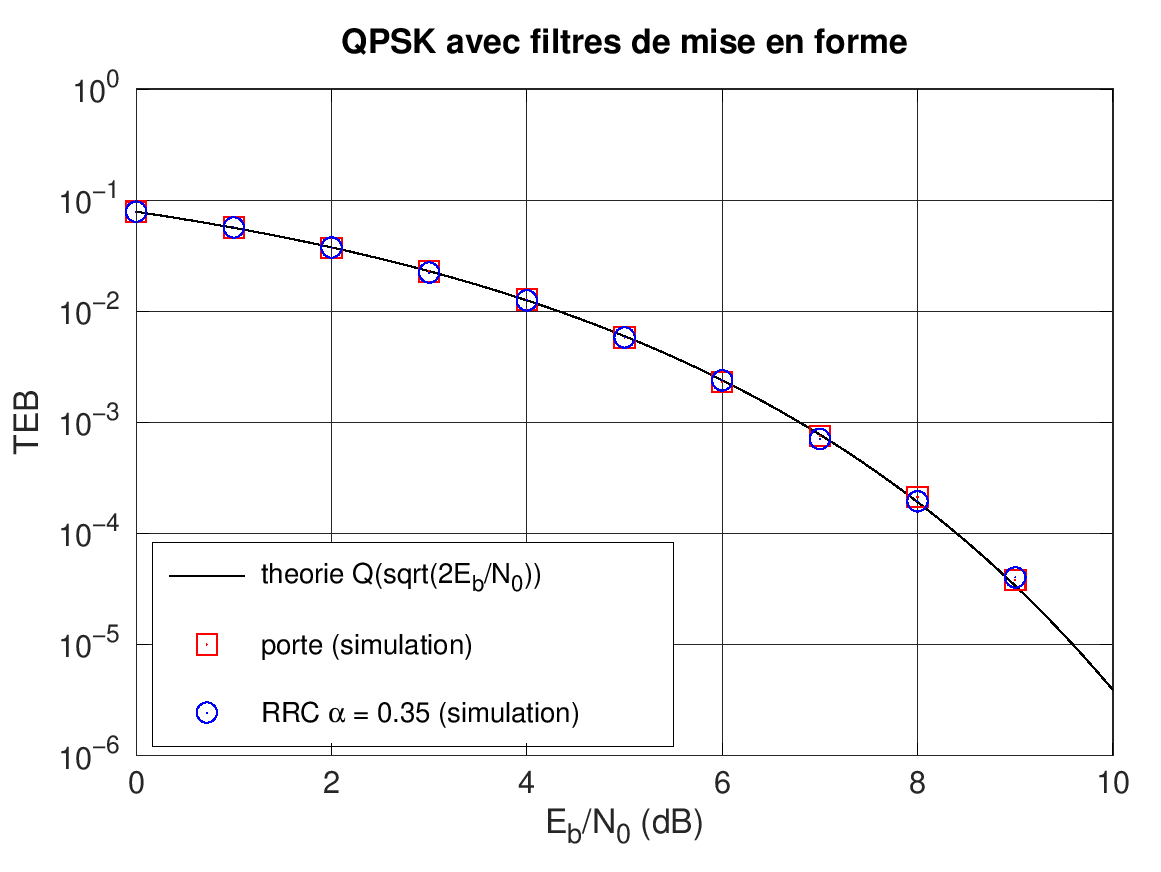 QPSK avec filtres de mise en forme
10^0
10^−1
10^−2
10^−3
10^−4
10^−5
10^−6
TEB
theorie Q(sqrt(2E_b/N_0))
porte (simulation)
RRC α = 0.35 (simulation)
0 2 4 6 8 10
E_b/N_0 (dB)